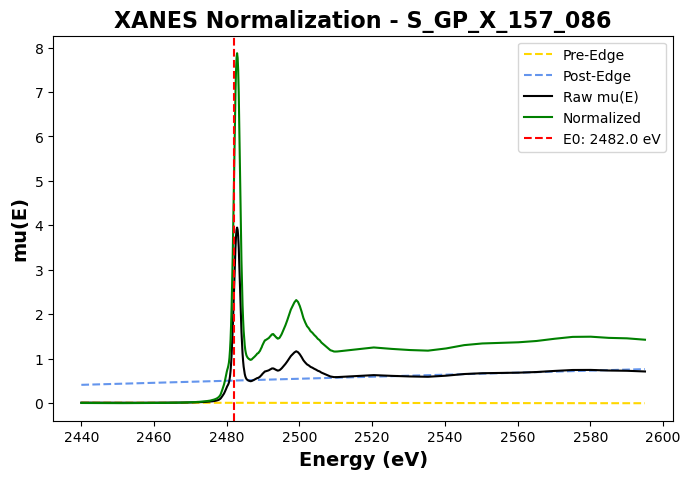 XANES Normalization - S_GP_X_157_086
Pre-Edge
Post-Edge
Raw mu(E)
Normalized
E0: 2482.0 eV
mu(E)
8
7
6
5
4
3
2
1
0
2440 2460 2480 2500 2520 2540 2560 2580 2600
Energy (eV)